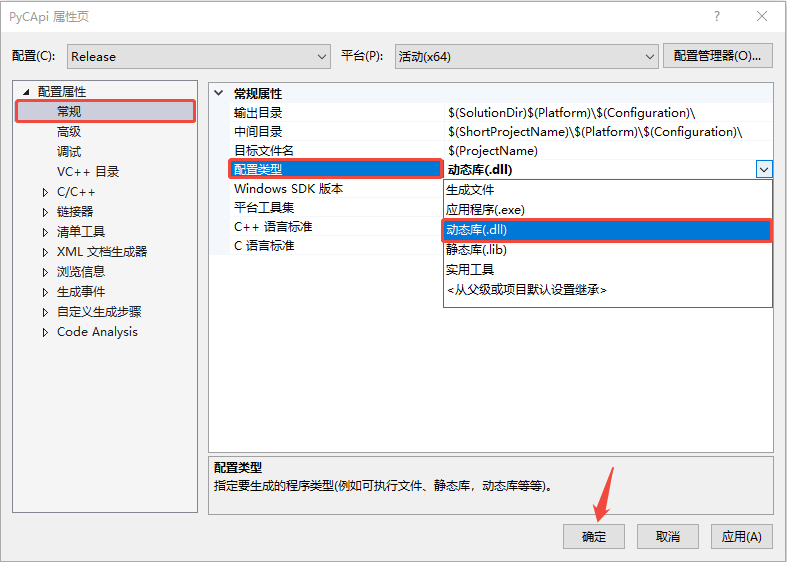 PyCApi 属性页
配置(C): Release 平台(P): 活动(x64) 配置管理器(O)...
配置属性
常规
高级
调试
VC++ 目录
C/C++
链接器
清单工具
XML 文档生成器
浏览信息
生成事件
自定义生成步骤
Code Analysis
常规属性
输出目录 $(SolutionDir)$(Platform)\$(Configuration)\
中间目录 $(ShortProjectName)\$(Platform)\$(Configuration)\
目标文件名 $(ProjectName)
配置类型 动态库(.dll)
Windows SDK 版本
平台工具集
C++ 语言标准
C 语言标准
生成文件
应用程序(.exe)
动态库(.dll)
静态库(.lib)
实用工具
<从父级或项目默认设置继承>
配置类型
指定要生成的程序类型(例如可执行文件、静态库，动态库等等)。
确定 取消 应用(A)